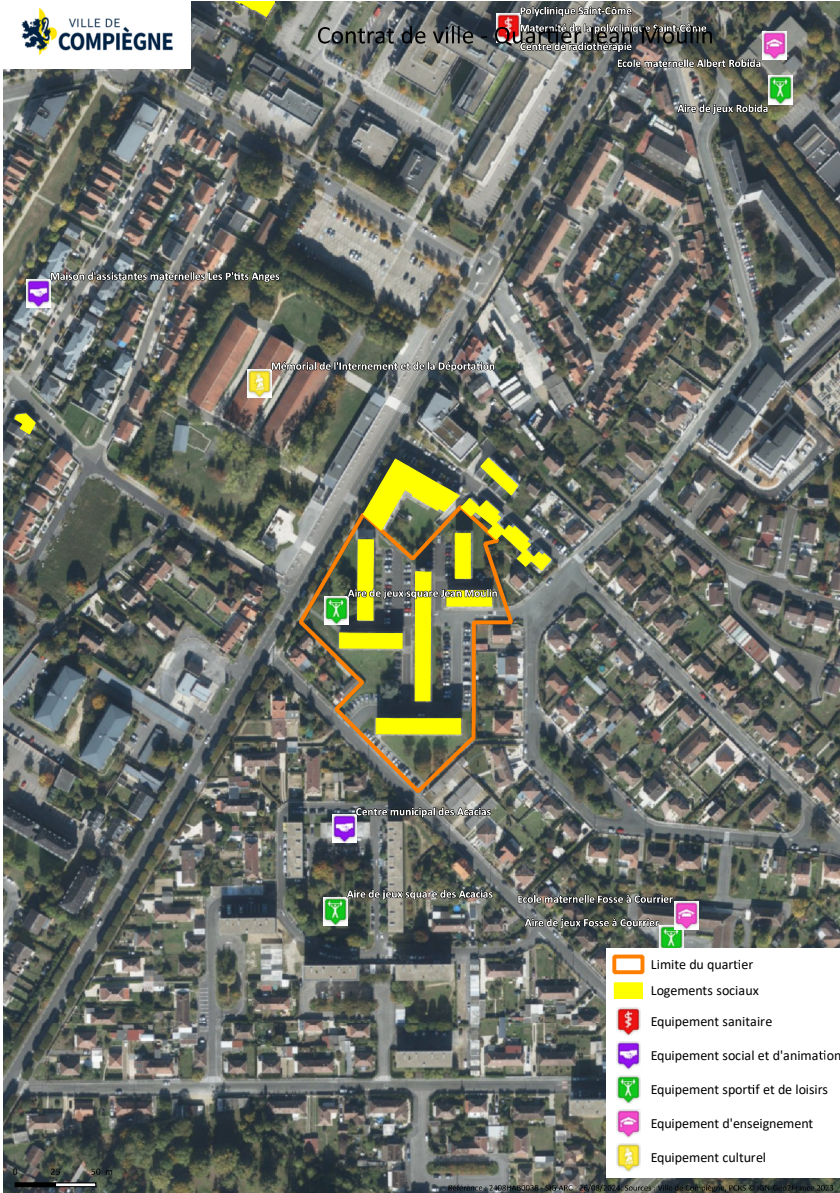 VILLE DE
COMPIÈGNE
Contrat de ville - Quartier Jean Moulin
Polyclinique Saint-Côme
Maternité de la polyclinique Saint-Côme
Centre de radiothérapie
Ecole maternelle Albert Robida
Aire de jeux Robida
Maison d'assistantes maternelles Les P'tits Anges
Mémorial de l'Internement et de la Déportation
Aire de jeux square Jean Moulin
Centre municipal des Acacias
Aire de jeux square des Acacias
Ecole maternelle Fosse à Courrier
Aire de jeux Fosse à Courrier
Limite du quartier
Logements sociaux
Equipement sanitaire
Equipement social et d'animation
Equipement sportif et de loisirs
Equipement d'enseignement
Equipement culturel
0 25 50 m